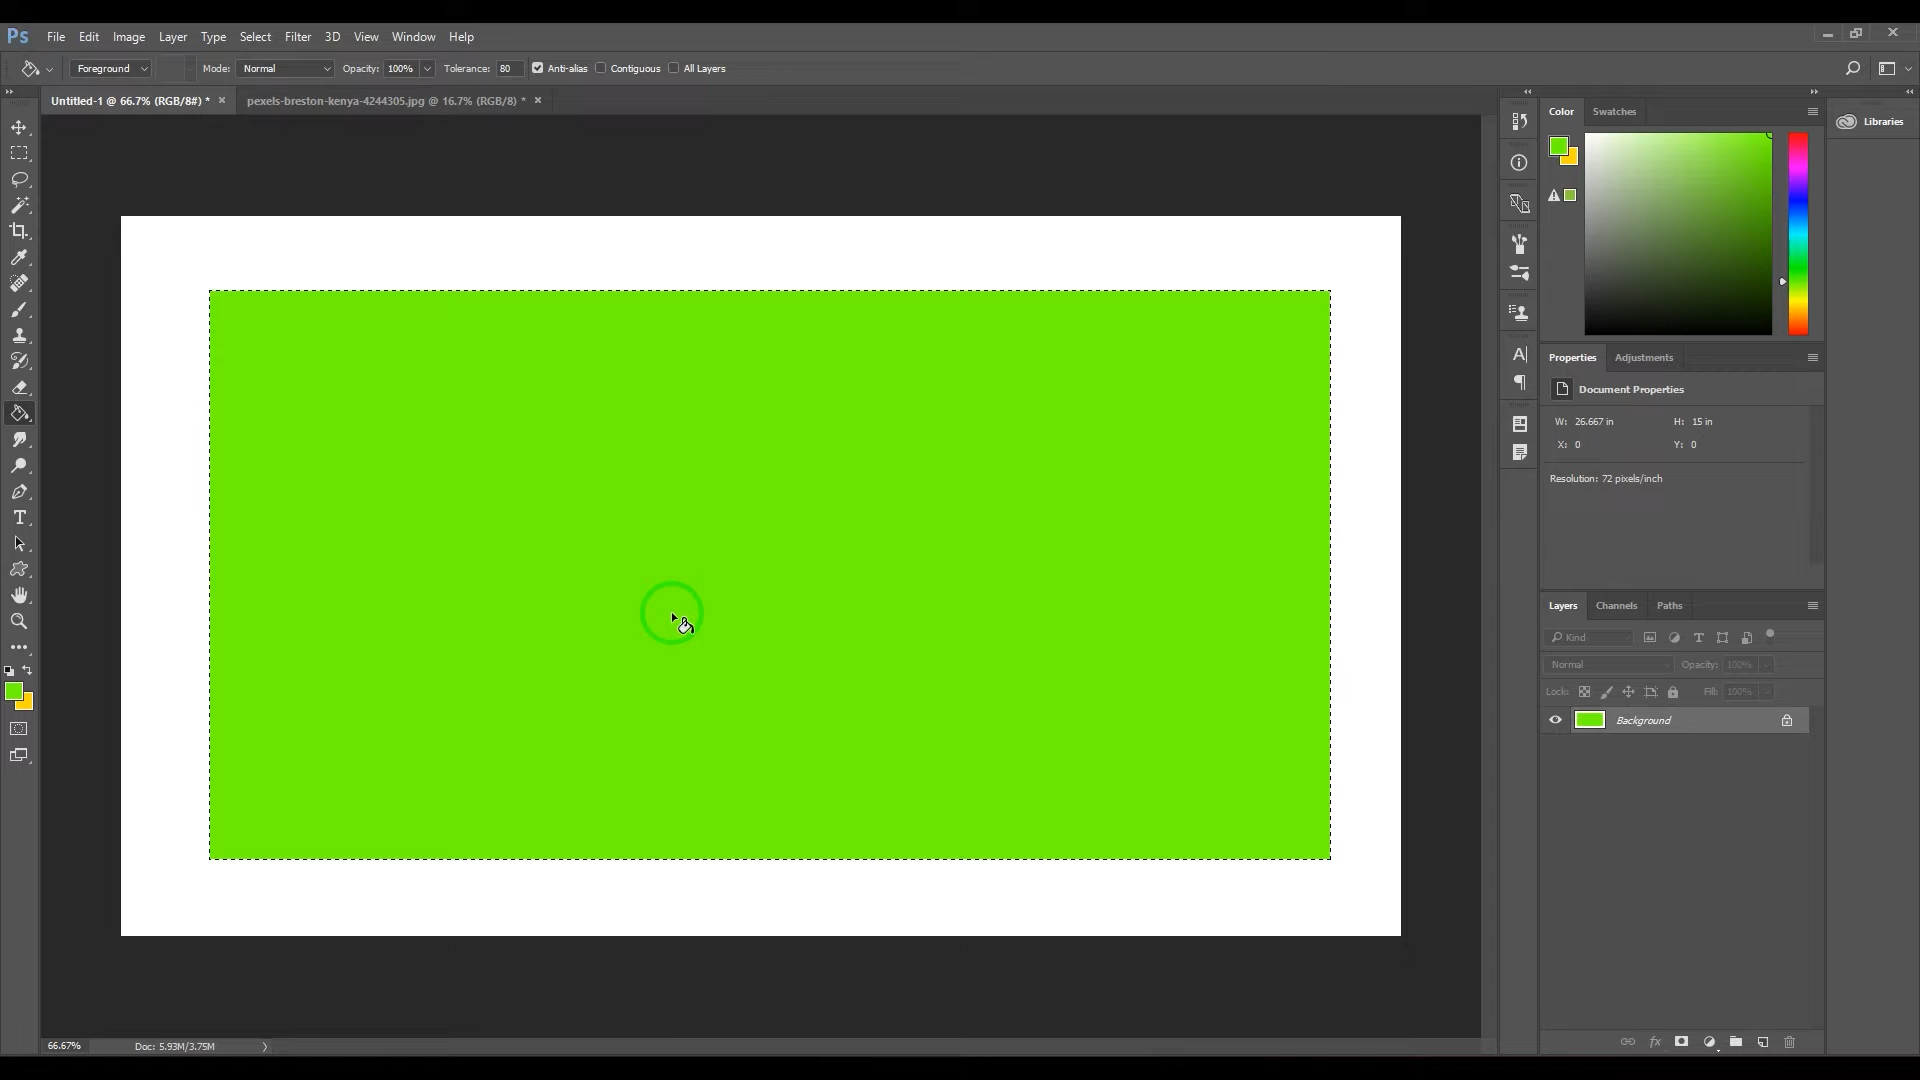 Ps File Edit Image Layer Type Select Filter 3D View Window Help
Foreground Mode: Normal Opacity: 100% Tolerance: 80 Anti-alias Contiguous All Layers
Untitled-1 @ 66.7% (RGB/8#) * × pexels-breston-kenya-4244305.jpg @ 16.7% (RGB/8) * ×
Color Swatches
Libraries
Properties Adjustments
Document Properties
W: 26.667 in H: 15 in
X: 0 Y: 0
Resolution: 72 pixels/inch
Layers Channels Paths
Kind
Normal Opacity: 100%
Lock: Fill: 100%
Background
66.67% Doc: 5.93M/3.75M